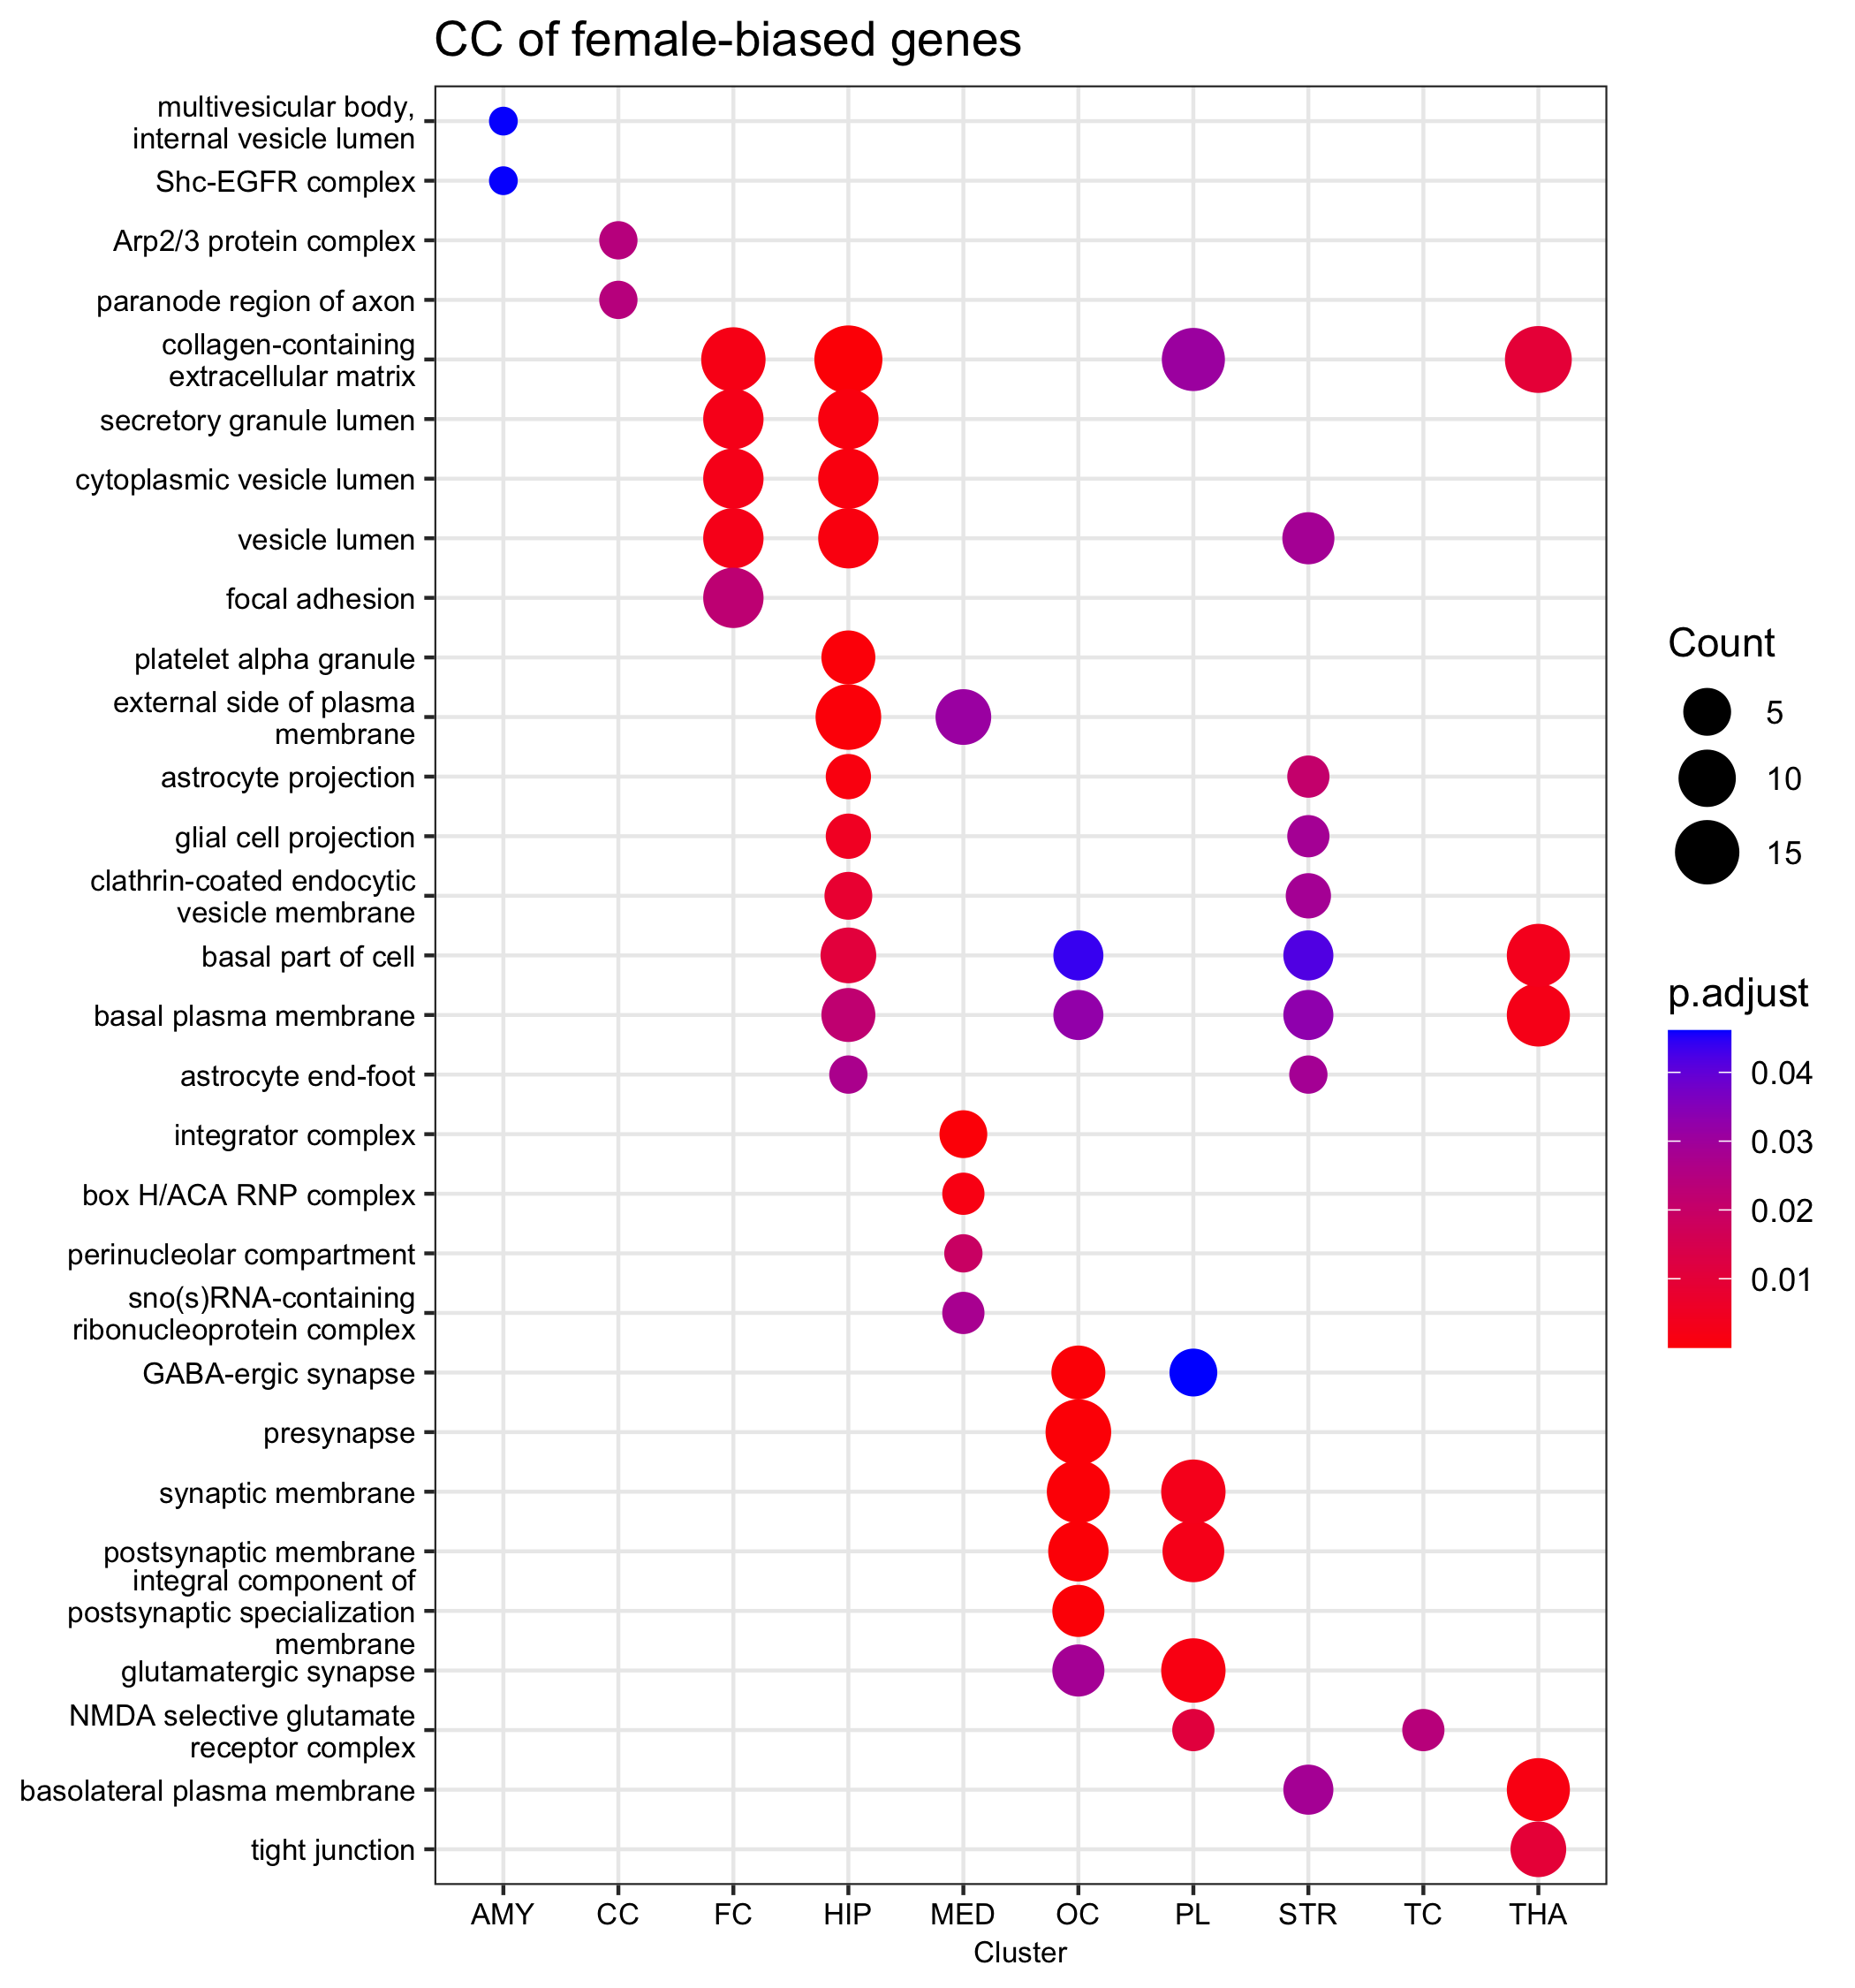 CC of female-biased genes
multivesicular body,
internal vesicle lumen
Shc-EGFR complex
Arp2/3 protein complex
paranode region of axon
collagen-containing
extracellular matrix
secretory granule lumen
cytoplasmic vesicle lumen
vesicle lumen
focal adhesion
platelet alpha granule
external side of plasma
membrane
astrocyte projection
glial cell projection
clathrin-coated endocytic
vesicle membrane
basal part of cell
basal plasma membrane
astrocyte end-foot
integrator complex
box H/ACA RNP complex
perinucleolar compartment
sno(s)RNA-containing
ribonucleoprotein complex
GABA-ergic synapse
presynapse
synaptic membrane
postsynaptic membrane
integral component of
postsynaptic specialization
membrane
glutamatergic synapse
NMDA selective glutamate
receptor complex
basolateral plasma membrane
tight junction
AMY CC FC HIP MED OC PL STR TC THA
Cluster
Count
5
10
15
p.adjust
0.04
0.03
0.02
0.01